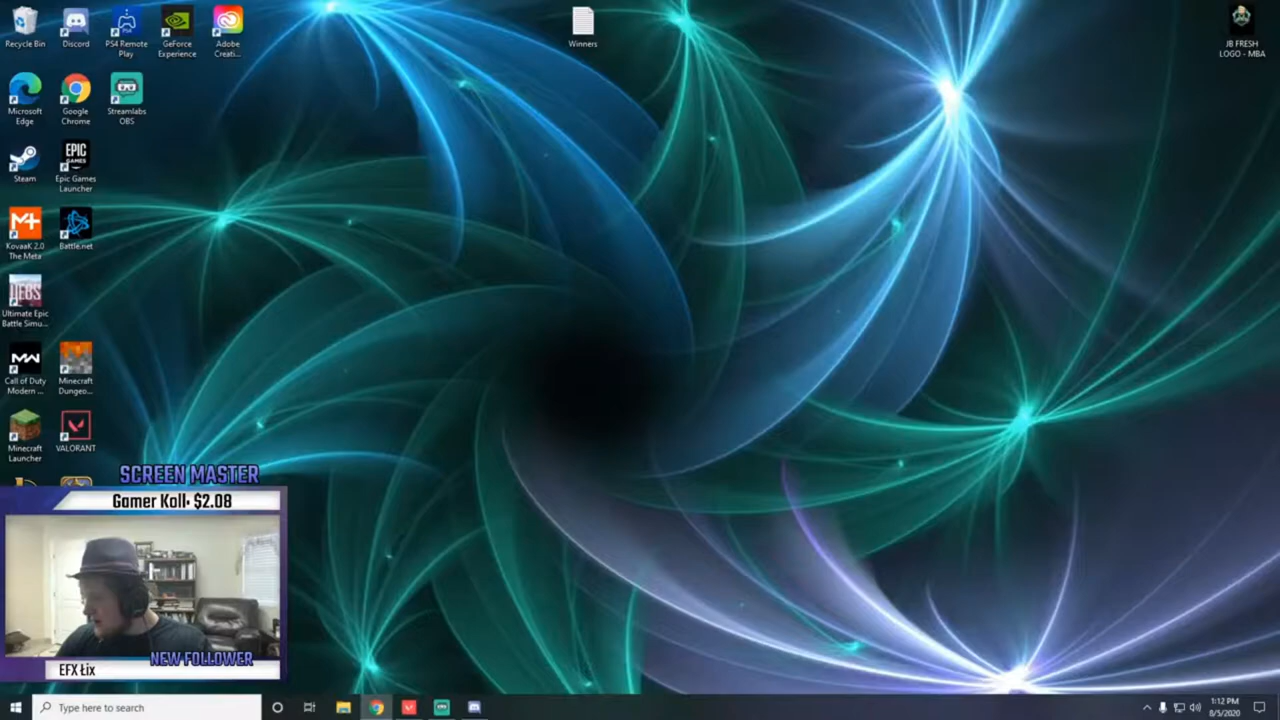 Recycle Bin
Discord
PS4 Remote
Play
GeForce
Experience
Adobe
Creati...
Winners
JB FRESH
LOGO - MBA
Microsoft
Edge
Google
Chrome
Streamlabs
OBS
Steam
EPIC
GAMES
Epic Games
Launcher
KovaaK 2.0
The Meta
Battle.net
UEBS
Ultimate Epic
Battle Simu...
MW
Call of Duty
Modern ...
Minecraft
Dungeo...
Minecraft
Launcher
VALORANT
SCREEN MASTER
Gamer Koll• $2.08
NEW FOLLOWER
EFX Łix
Type here to search
1:12 PM
8/5/2020